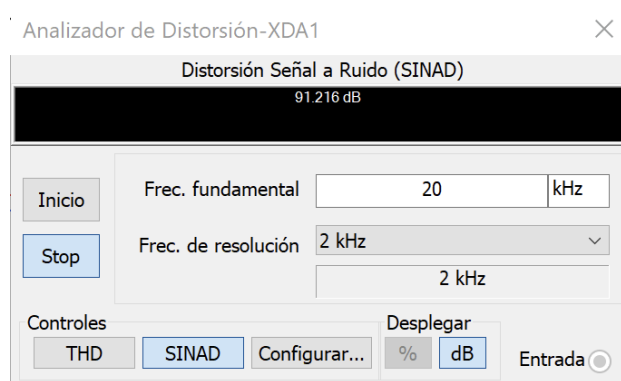 Analizador de Distorsión-XDA1
Distorsión Señal a Ruido (SINAD)
91.216 dB
Inicio
Frec. fundamental 20 kHz
Stop
Frec. de resolución 2 kHz
2 kHz
Controles
THD SINAD Configurar...
Desplegar
% dB
Entrada